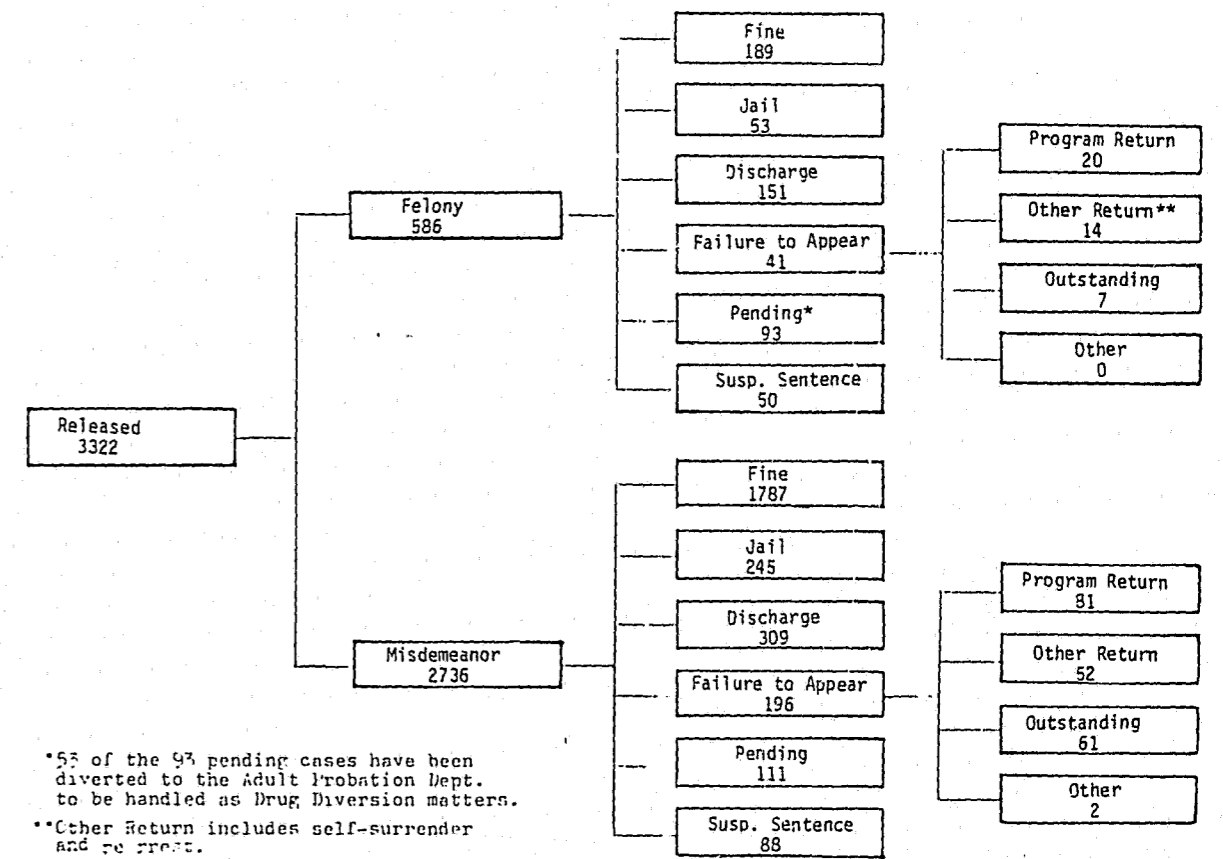 Released
3322
Felony
586
Fine
189
Jail
53
Discharge
151
Failure to Appear
41
Pending*
93
Susp. Sentence
50
Program Return
20
Other Return**
14
Outstanding
7
Other
0
Misdemeanor
2736
Fine
1787
Jail
245
Discharge
309
Failure to Appear
196
Pending
111
Susp. Sentence
88
Program Return
81
Other Return
52
Outstanding
61
Other
2
*53 of the 93 pending cases have been
diverted to the Adult Probation Dept.
to be handled as Drug Diversion matters.
**Other Return includes self-surrender
and